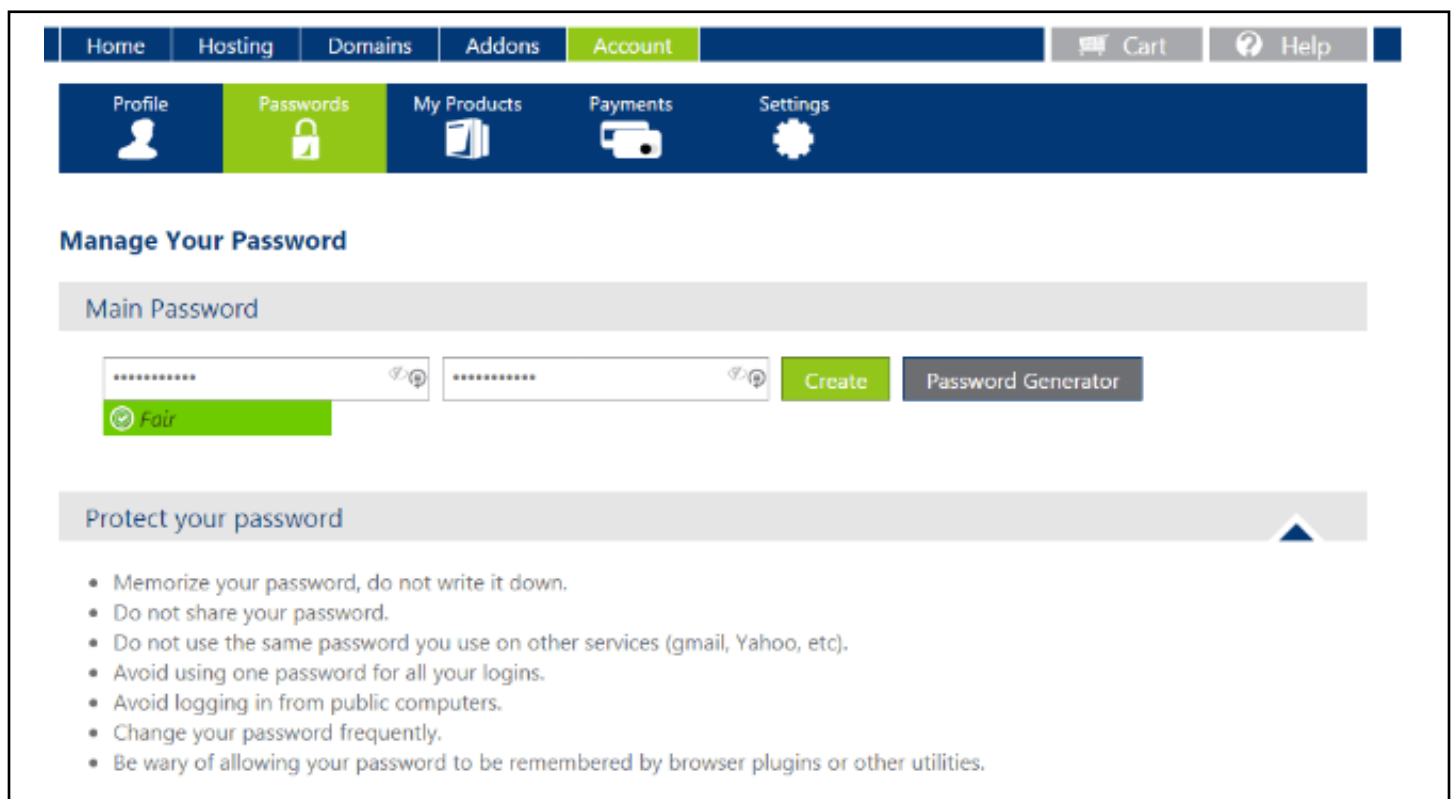 Home Hosting Domains Addons Account Cart Help
Profile Passwords My Products Payments Settings
Manage Your Password
Main Password
Create Password Generator
Fair
Protect your password
Memorize your password, do not write it down.
Do not share your password.
Do not use the same password you use on other services (gmail, Yahoo, etc).
Avoid using one password for all your logins.
Avoid logging in from public computers.
Change your password frequently.
Be wary of allowing your password to be remembered by browser plugins or other utilities.